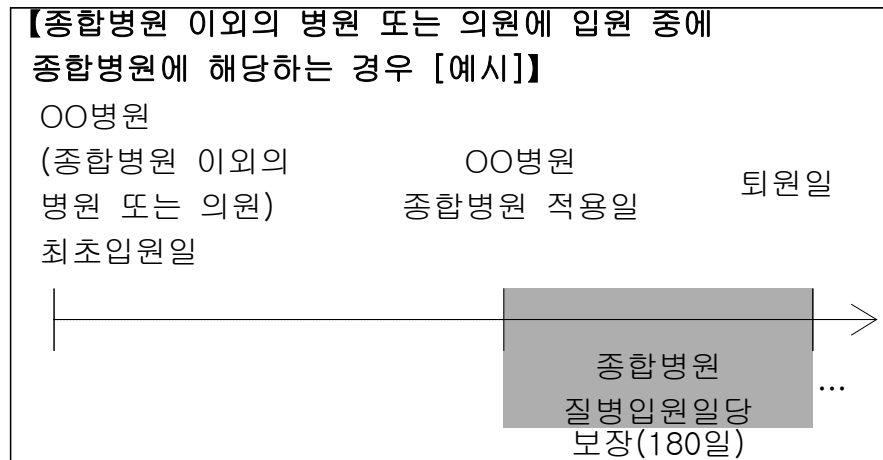 【종합병원 이외의 병원 또는 의원에 입원 중에
종합병원에 해당하는 경우 [예시]】
OO병원
(종합병원 이외의
병원 또는 의원)
최초입원일
OO병원
종합병원 적용일
퇴원일
종합병원
질병입원일당
보장(180일)
...